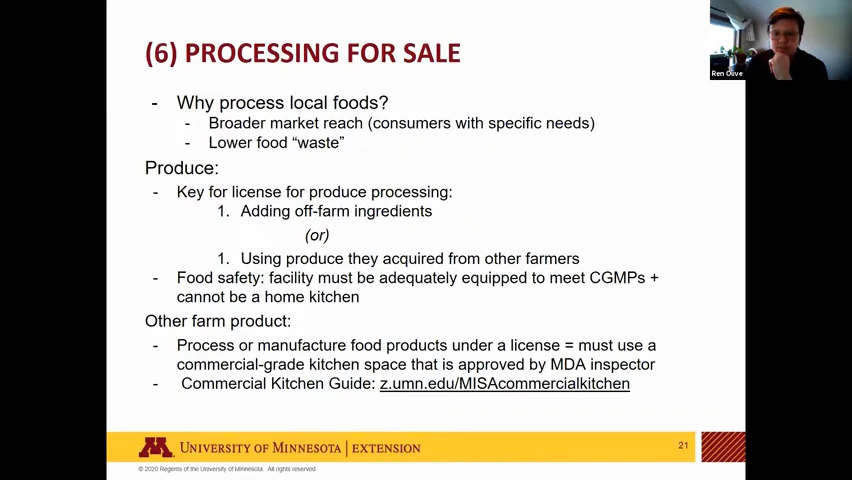 (6) PROCESSING FOR SALE
Ren Olive
- Why process local foods?
- Broader market reach (consumers with specific needs)
- Lower food “waste”
Produce:
- Key for license for produce processing:
1. Adding off-farm ingredients
(or)
1. Using produce they acquired from other farmers
- Food safety: facility must be adequately equipped to meet CGMPs +
cannot be a home kitchen
Other farm product:
- Process or manufacture food products under a license = must use a
commercial-grade kitchen space that is approved by MDA inspector
- Commercial Kitchen Guide: z.umn.edu/MISAcommercialkitchen
M UNIVERSITY OF MINNESOTA | EXTENSION
21
© 2020 Regents of the University of Minnesota. All rights reserved.